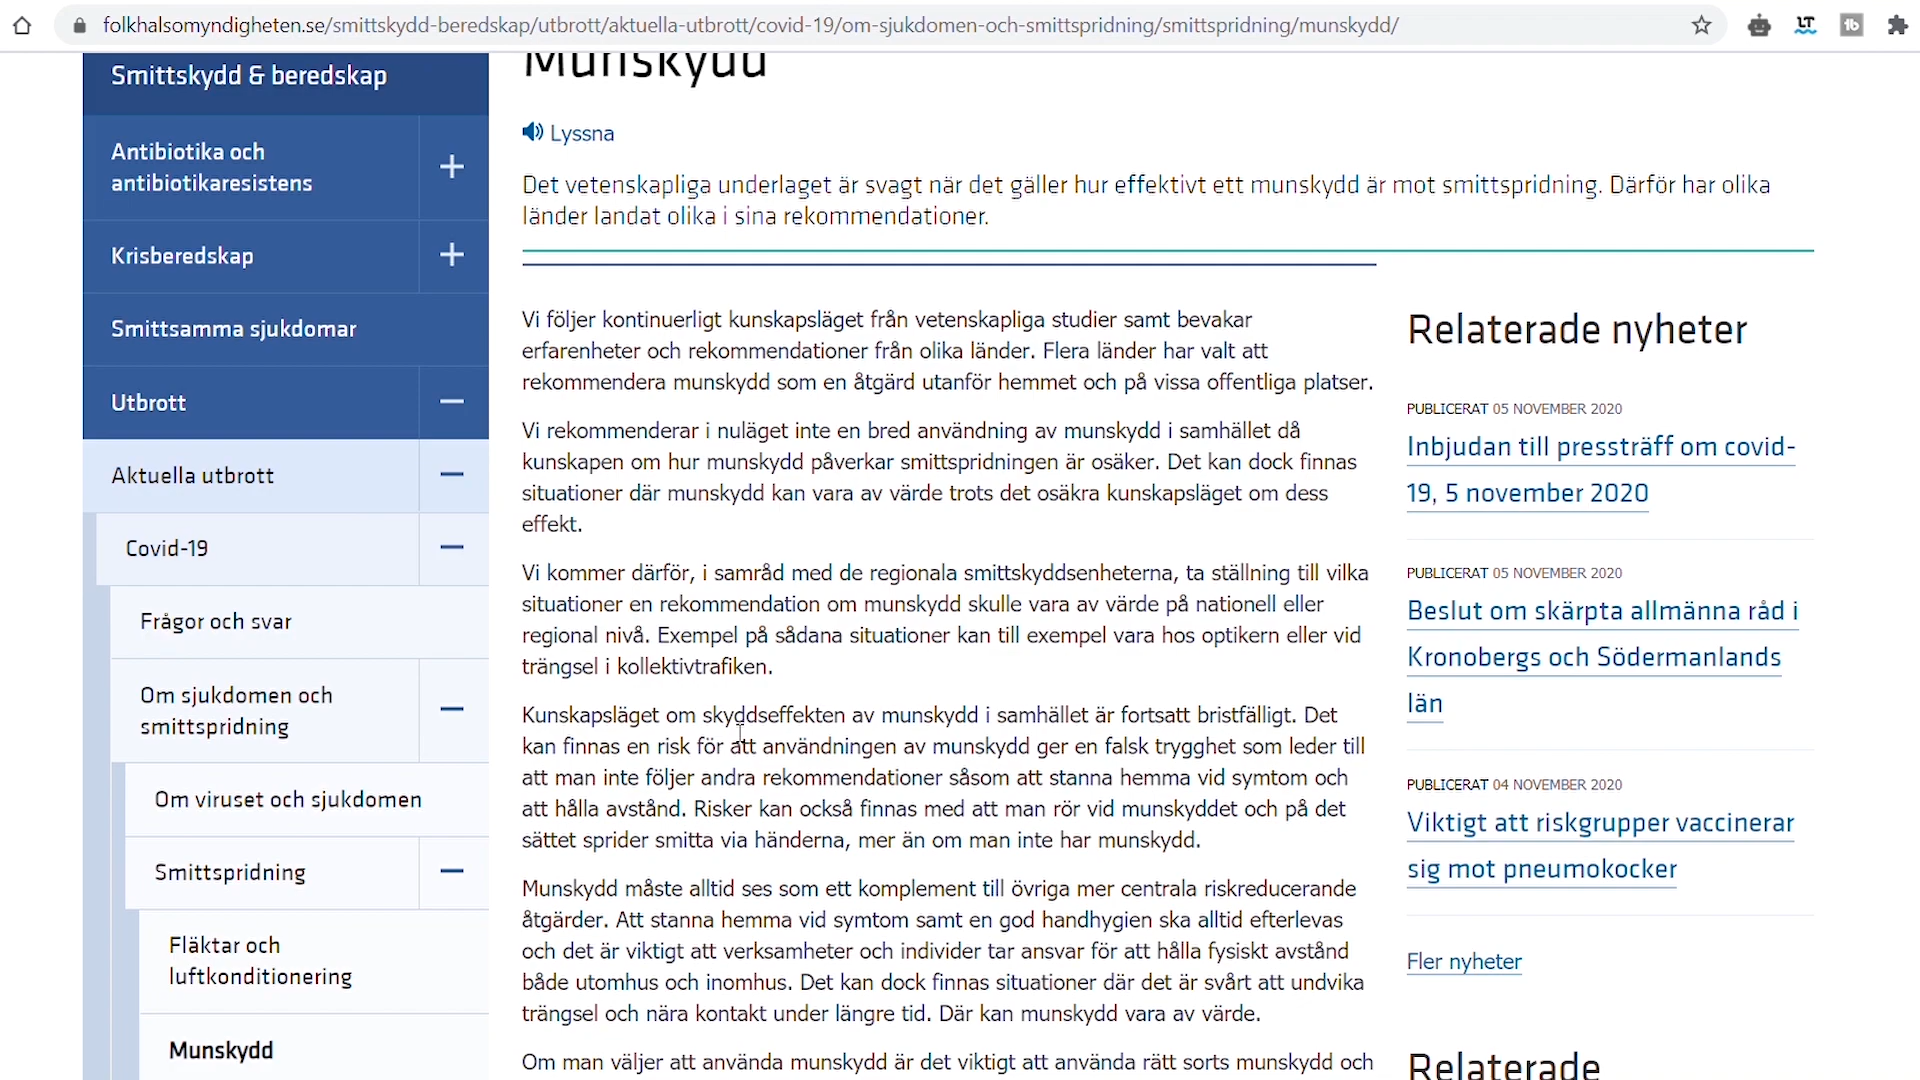 folkhalsomyndigheten.se/smittskydd-beredskap/utbrott/aktuella-utbrott/covid-19/om-sjukdomen-och-smittspridning/smittspridning/munskydd/
Smittskydd & beredskap
Antibiotika och
antibiotikaresistens
Krisberedskap
Smittsamma sjukdomar
Utbrott
Aktuella utbrott
Covid-19
Frågor och svar
Om sjukdomen och
smittspridning
Om viruset och sjukdomen
Smittspridning
Fläktar och
luftkonditionering
Munskydd
Munskydd
Lyssna
Det vetenskapliga underlaget är svagt när det gäller hur effektivt ett munskydd är mot smittspridning. Därför har olika
länder landat olika i sina rekommendationer.
Vi följer kontinuerligt kunskapsläget från vetenskapliga studier samt bevakar
erfarenheter och rekommendationer från olika länder. Flera länder har valt att
rekommendera munskydd som en åtgärd utanför hemmet och på vissa offentliga platser.
Vi rekommenderar i nuläget inte en bred användning av munskydd i samhället då
kunskapen om hur munskydd påverkar smittspridningen är osäker. Det kan dock finnas
situationer där munskydd kan vara av värde trots det osäkra kunskapsläget om dess
effekt.
Vi kommer därför, i samråd med de regionala smittskyddsenheterna, ta ställning till vilka
situationer en rekommendation om munskydd skulle vara av värde på nationell eller
regional nivå. Exempel på sådana situationer kan till exempel vara hos optikern eller vid
trängsel i kollektivtrafiken.
Kunskapsläget om skyddseffekten av munskydd i samhället är fortsatt bristfälligt. Det
kan finnas en risk för att användningen av munskydd ger en falsk trygghet som leder till
att man inte följer andra rekommendationer såsom att stanna hemma vid symtom och
att hålla avstånd. Risker kan också finnas med att man rör vid munskyddet och på det
sättet sprider smitta via händerna, mer än om man inte har munskydd.
Munskydd måste alltid ses som ett komplement till övriga mer centrala riskreducerande
åtgärder. Att stanna hemma vid symtom samt en god handhygien ska alltid efterlevas
och det är viktigt att verksamheter och individer tar ansvar för att hålla fysiskt avstånd
både utomhus och inomhus. Det kan dock finnas situationer där det är svårt att undvika
trängsel och nära kontakt under längre tid. Där kan munskydd vara av värde.
Om man väljer att använda munskydd är det viktigt att använda rätt sorts munskydd och
Relaterade nyheter
PUBLICERAT 05 NOVEMBER 2020
Inbjudan till pressträff om covid-
19, 5 november 2020
PUBLICERAT 05 NOVEMBER 2020
Beslut om skärpta allmänna råd i
Kronobergs och Södermanlands
län
PUBLICERAT 04 NOVEMBER 2020
Viktigt att riskgrupper vaccinerar
sig mot pneumokocker
Fler nyheter
Relaterade